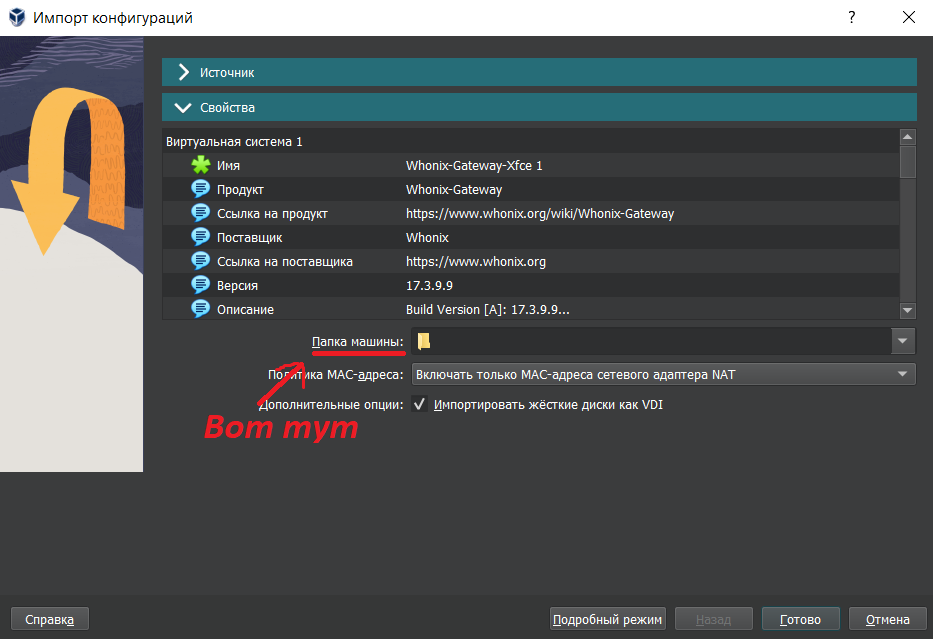 Импорт конфигураций
?
Источник
Свойства
Виртуальная система 1
Имя Whonix-Gateway-Xfce 1
Продукт Whonix-Gateway
Ссылка на продукт https://www.whonix.org/wiki/Whonix-Gateway
Поставщик Whonix
Ссылка на поставщика https://www.whonix.org
Версия 17.3.9.9
Описание Build Version [A]: 17.3.9.9...
Папка машины:
Политика MAC-адреса: Включать только MAC-адреса сетевого адаптера NAT
Дополнительные опции: Импортировать жёсткие диски как VDI
Вот тут
Справка Подробный режим Назад Готово Отмена